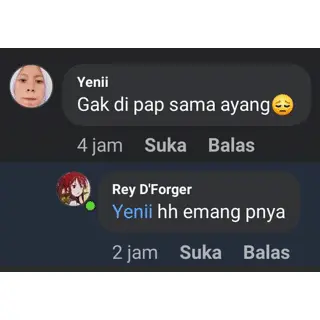 Yenii
Gak di pap sama ayang😔
4 jam Suka Balas
Rey D'Forger
Yenii hh emang pnya
2 jam Suka Balas